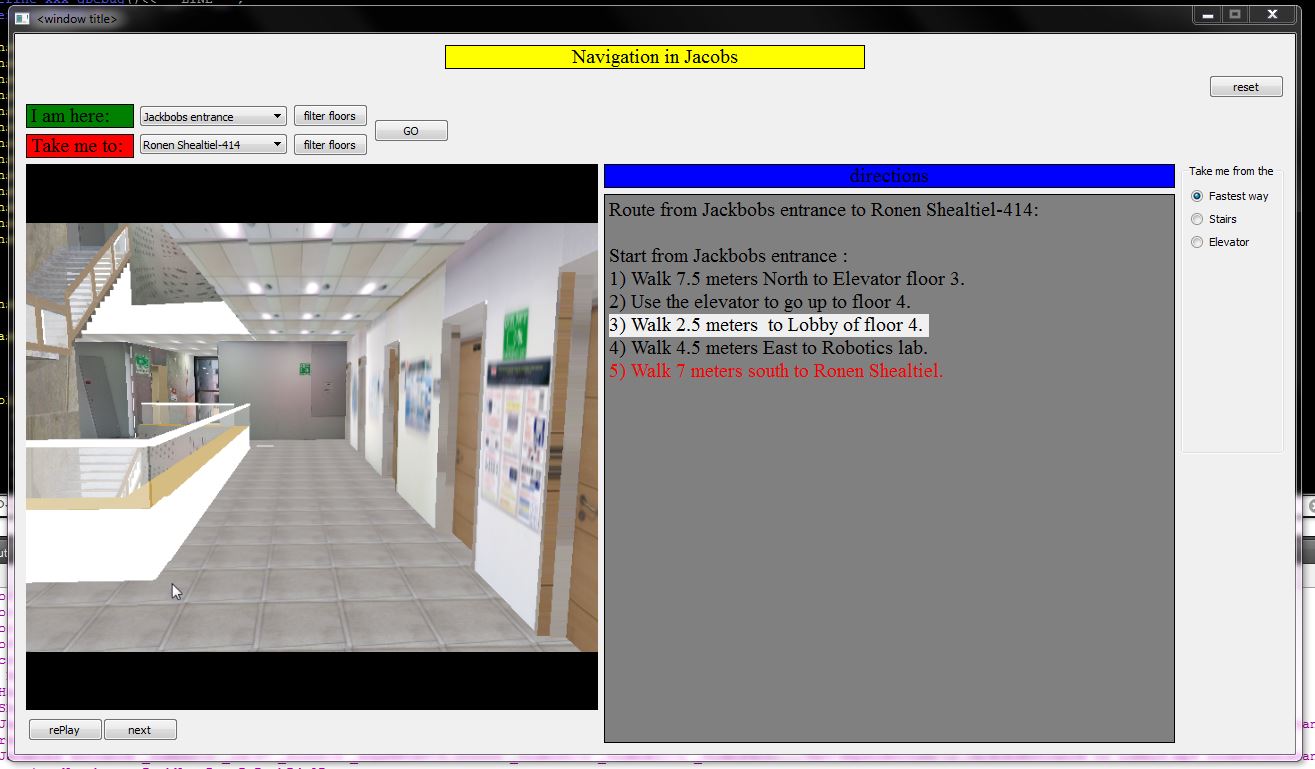 <window title>
Navigation in Jacobs
reset
I am here:
Jackbobs entrance
filter floors
GO
Take me to:
Ronen Shealtiel-414
filter floors
directions
Take me from the
Fastest way
Stairs
Elevator
Route from Jackbobs entrance to Ronen Shealtiel-414:
Start from Jackbobs entrance :
1) Walk 7.5 meters North to Elevator floor 3.
2) Use the elevator to go up to floor 4.
3) Walk 2.5 meters  to Lobby of floor 4.
4) Walk 4.5 meters East to Robotics lab.
5) Walk 7 meters south to Ronen Shealtiel.
rePlay
next